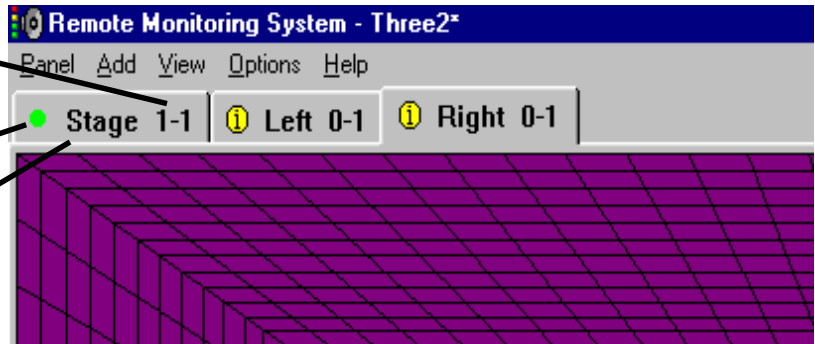 Remote Monitoring System - Three2*
Panel Add View Options Help
Stage 1-1 i Left 0-1 i Right 0-1